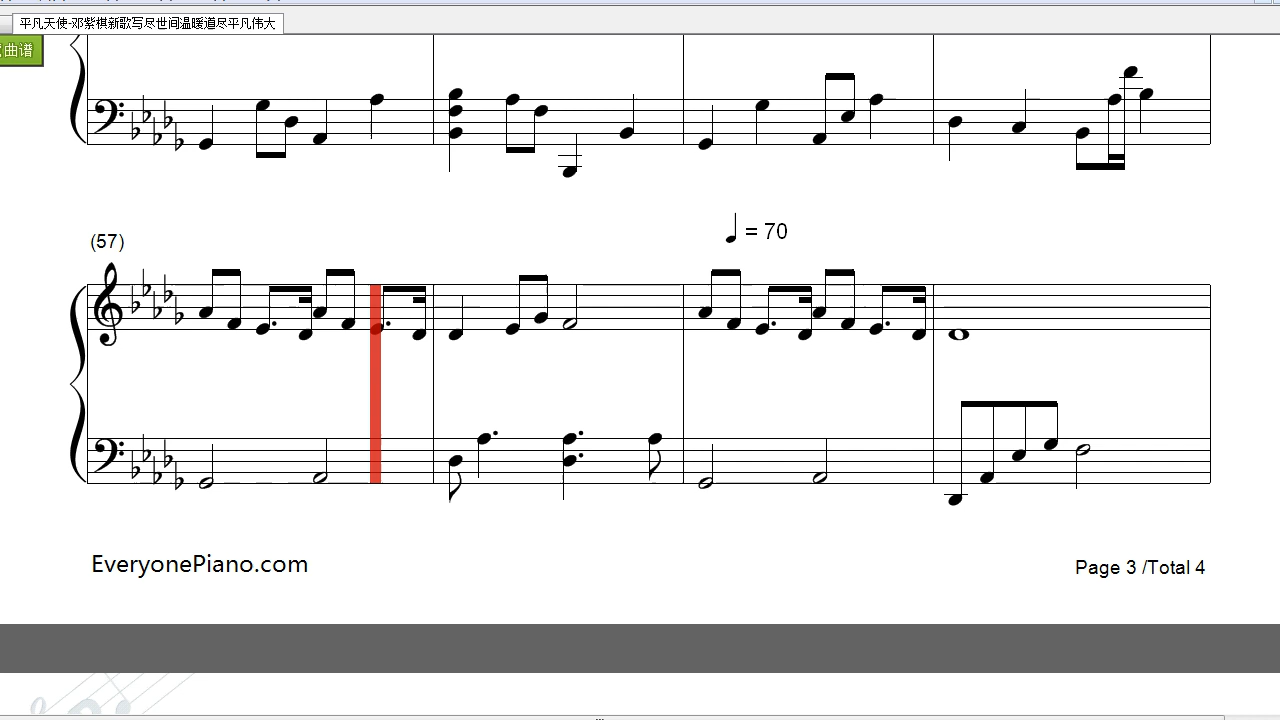 平凡天使-邓紫棋新歌写尽世间温暖道尽平凡伟大
曲谱
(57)
= 70
EveryonePiano.com
Page 3 /Total 4